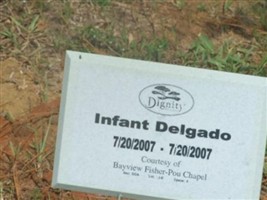 Dignity
Infant Delgado
7/20/2007 - 7/20/2007
Courtesy of
Bayview Fisher-Pou Chapel